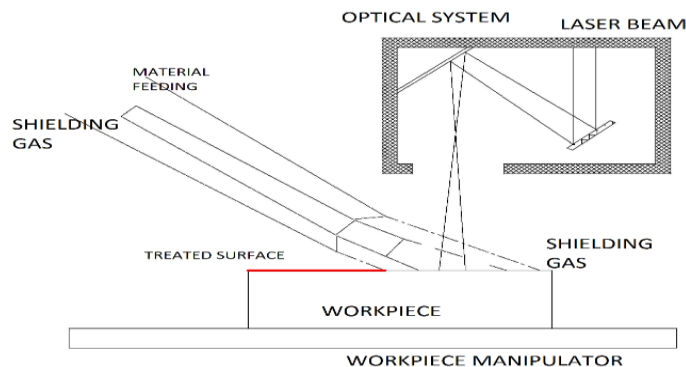 OPTICAL SYSTEM
LASER BEAM
MATERIAL
FEEDING
SHIELDING
GAS
TREATED SURFACE
SHIELDING
GAS
WORKPIECE
WORKPIECE MANIPULATOR